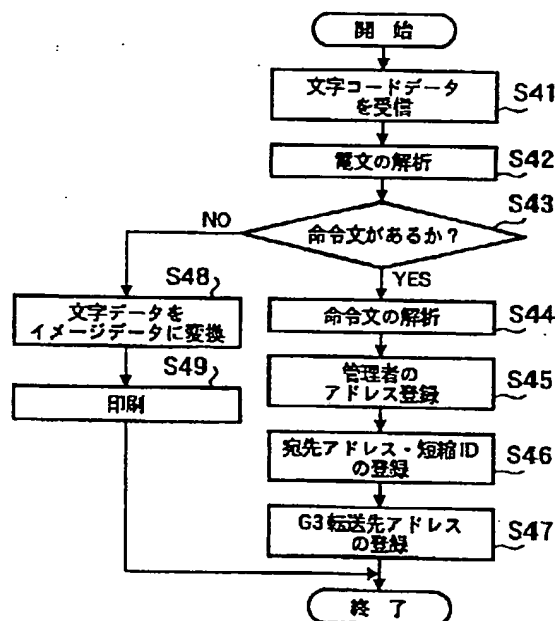 開 始
文字コードデータ
を受信
S41
電文の解析
S42
命令文があるか？
S43
NO
YES
S48
文字データを
イメージデータに変換
命令文の解析
S44
S49
印刷
管理者の
アドレス登録
S45
宛先アドレス・短縮ID
の登録
S46
G3転送先アドレス
の登録
S47
終 了